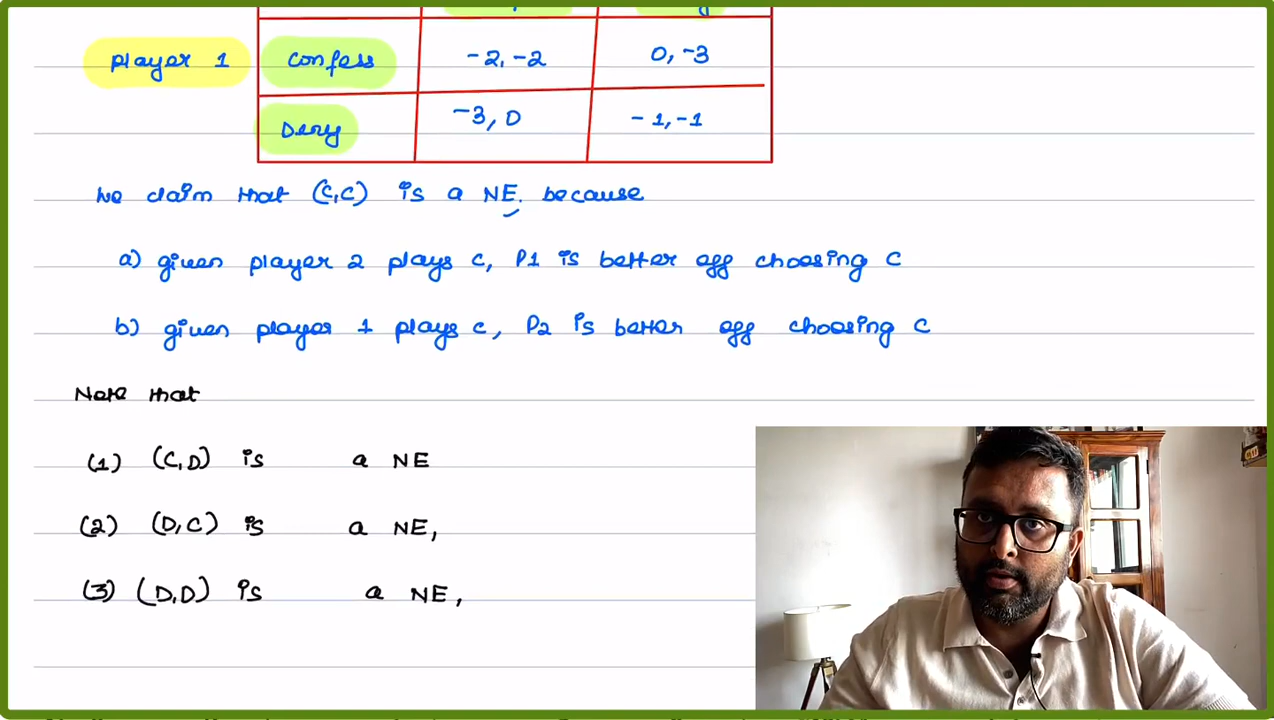 Player 1 Confess -2, -2 0, -3
Deny -3, 0 -1, -1
We claim that (C,C) is a NE. because
a) given player 2 plays C, P1 is better off choosing C
b) given player 1 plays C, P2 is better off choosing C
Note that
(1) (C,D) is a NE
(2) (D,C) is a NE,
(3) (D,D) is a NE,